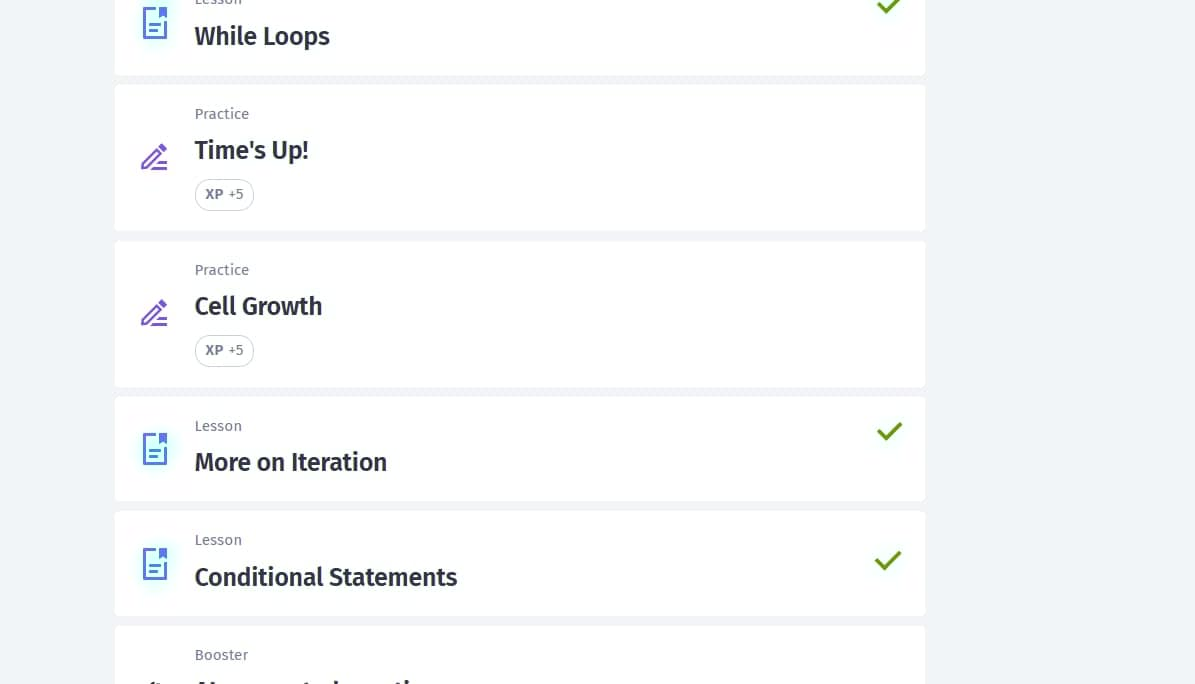 Lesson
While Loops
Practice
Time's Up!
XP +5
Practice
Cell Growth
XP +5
Lesson
More on Iteration
Lesson
Conditional Statements
Booster